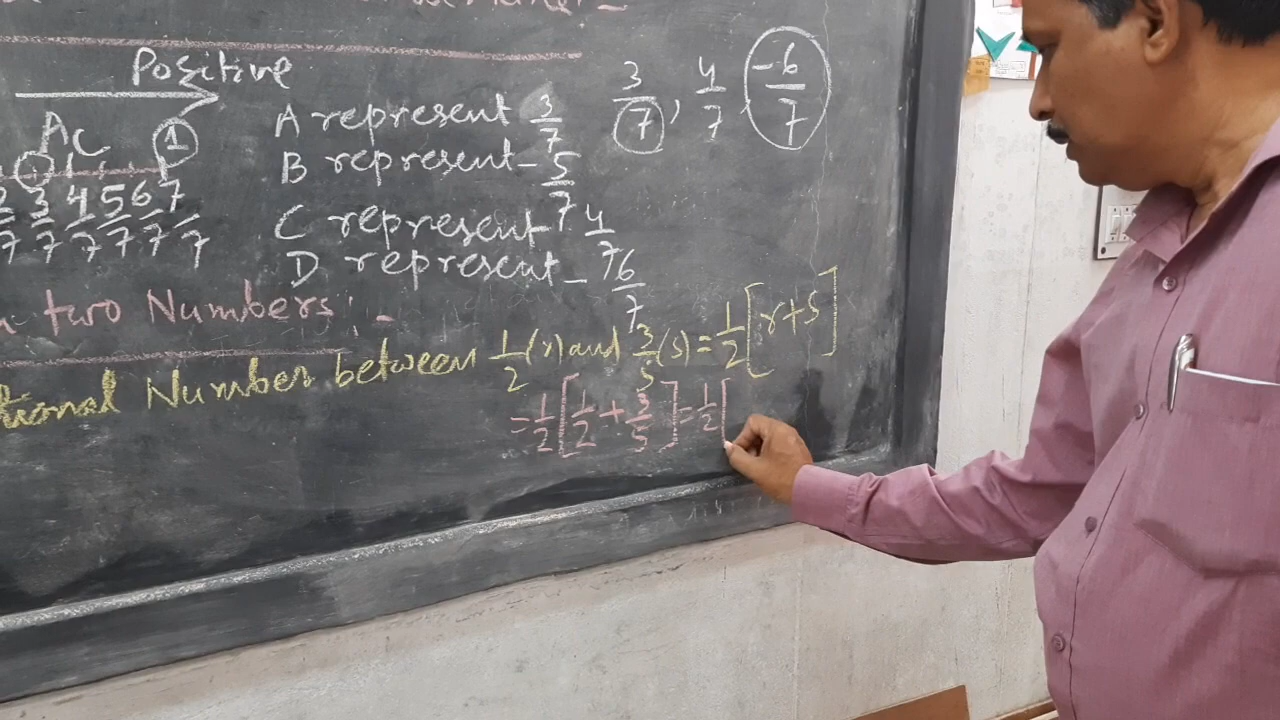 Positive
A C 1
2/7 3/7 4/7 5/7 6/7 7/7
A represent 3/7
B represent - 5/7
C represent 4/7
D represent - 6/7
3/7, 4/7 -6/7
two Numbers: -
tional Number between 1/2 (r) and 3/5 (s) = 1/2 [r+s]
= 1/2 [1/2 + 3/5] = 1/2 [